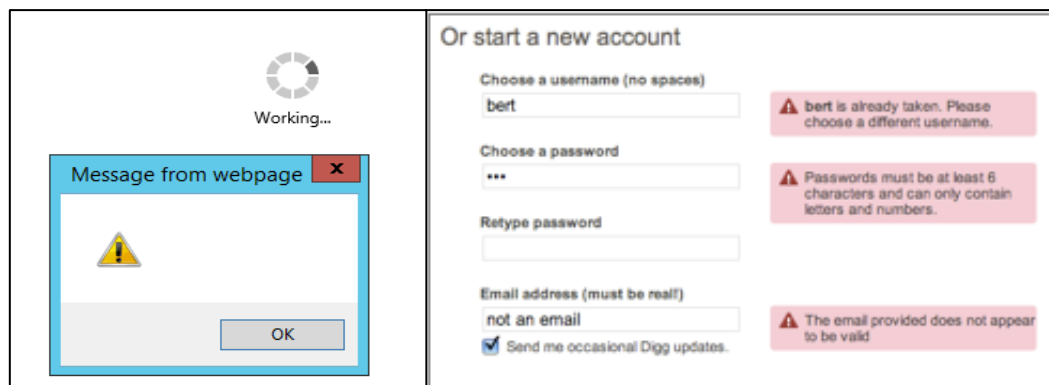 Working...
Message from webpage
x
OK
Or start a new account
Choose a username (no spaces)
bert
bert is already taken. Please
choose a different username.
Choose a password
•••
Passwords must be at least 6
characters and can only contain
letters and numbers.
Retype password
Email address (must be real!)
not an email
The email provided does not appear
to be valid
Send me occasional Digg updates.